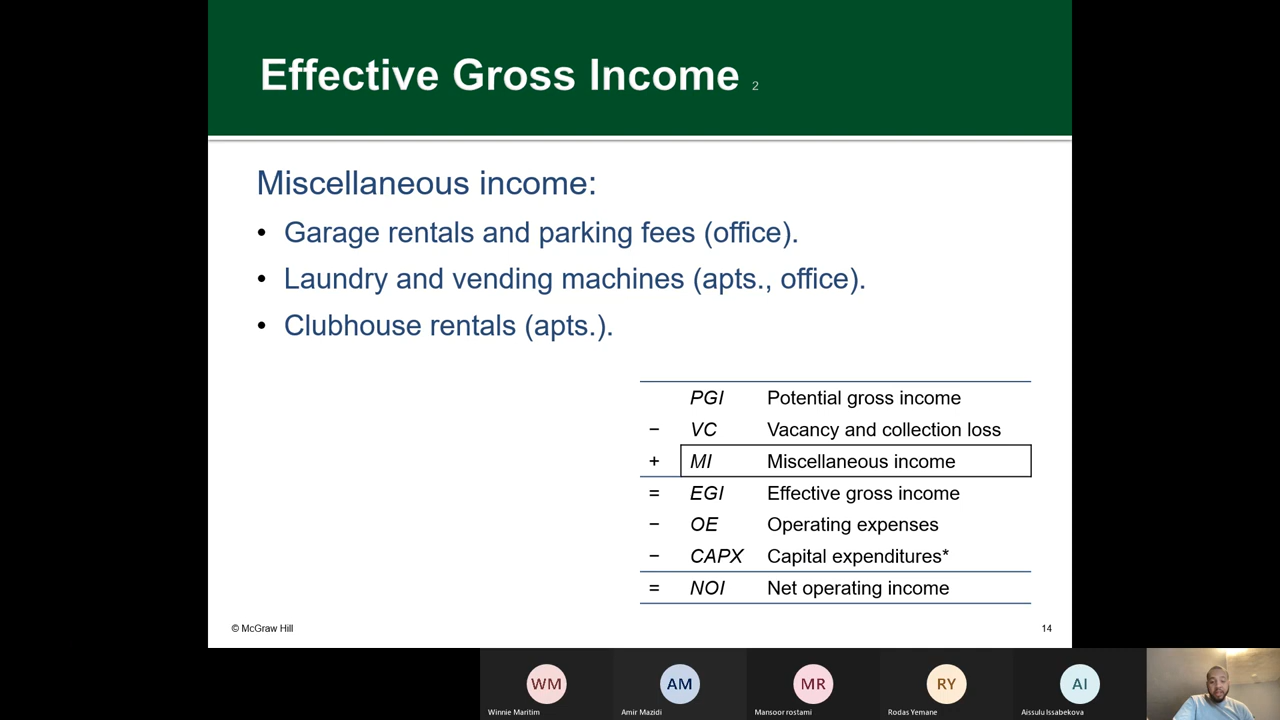 Effective Gross Income 2
Miscellaneous income:
• Garage rentals and parking fees (office).
• Laundry and vending machines (apts., office).
• Clubhouse rentals (apts.).
PGI Potential gross income
− VC Vacancy and collection loss
+ MI Miscellaneous income
= EGI Effective gross income
− OE Operating expenses
− CAPX Capital expenditures*
= NOI Net operating income
© McGraw Hill 14
WM AM MR RY AI
Winnie Maritim Amir Mazidi Mansoor rostami Rodas Yemane Aissulu Issabekova